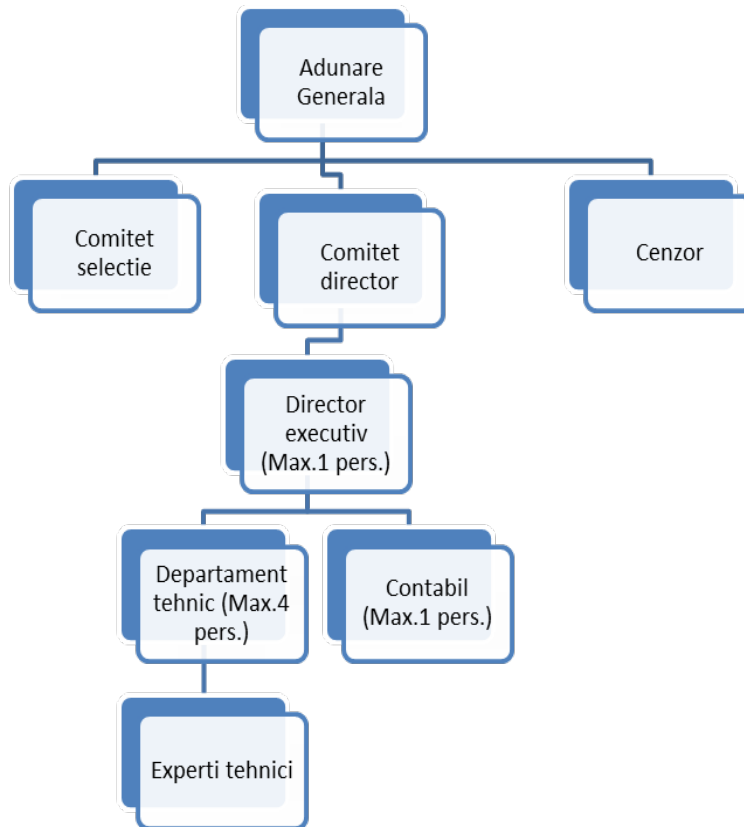 Adunare
Generala
Comitet
selectie
Comitet
director
Cenzor
Director
executiv
(Max.1 pers.)
Departament
tehnic (Max.4
pers.)
Contabil
(Max.1 pers.)
Experti tehnici